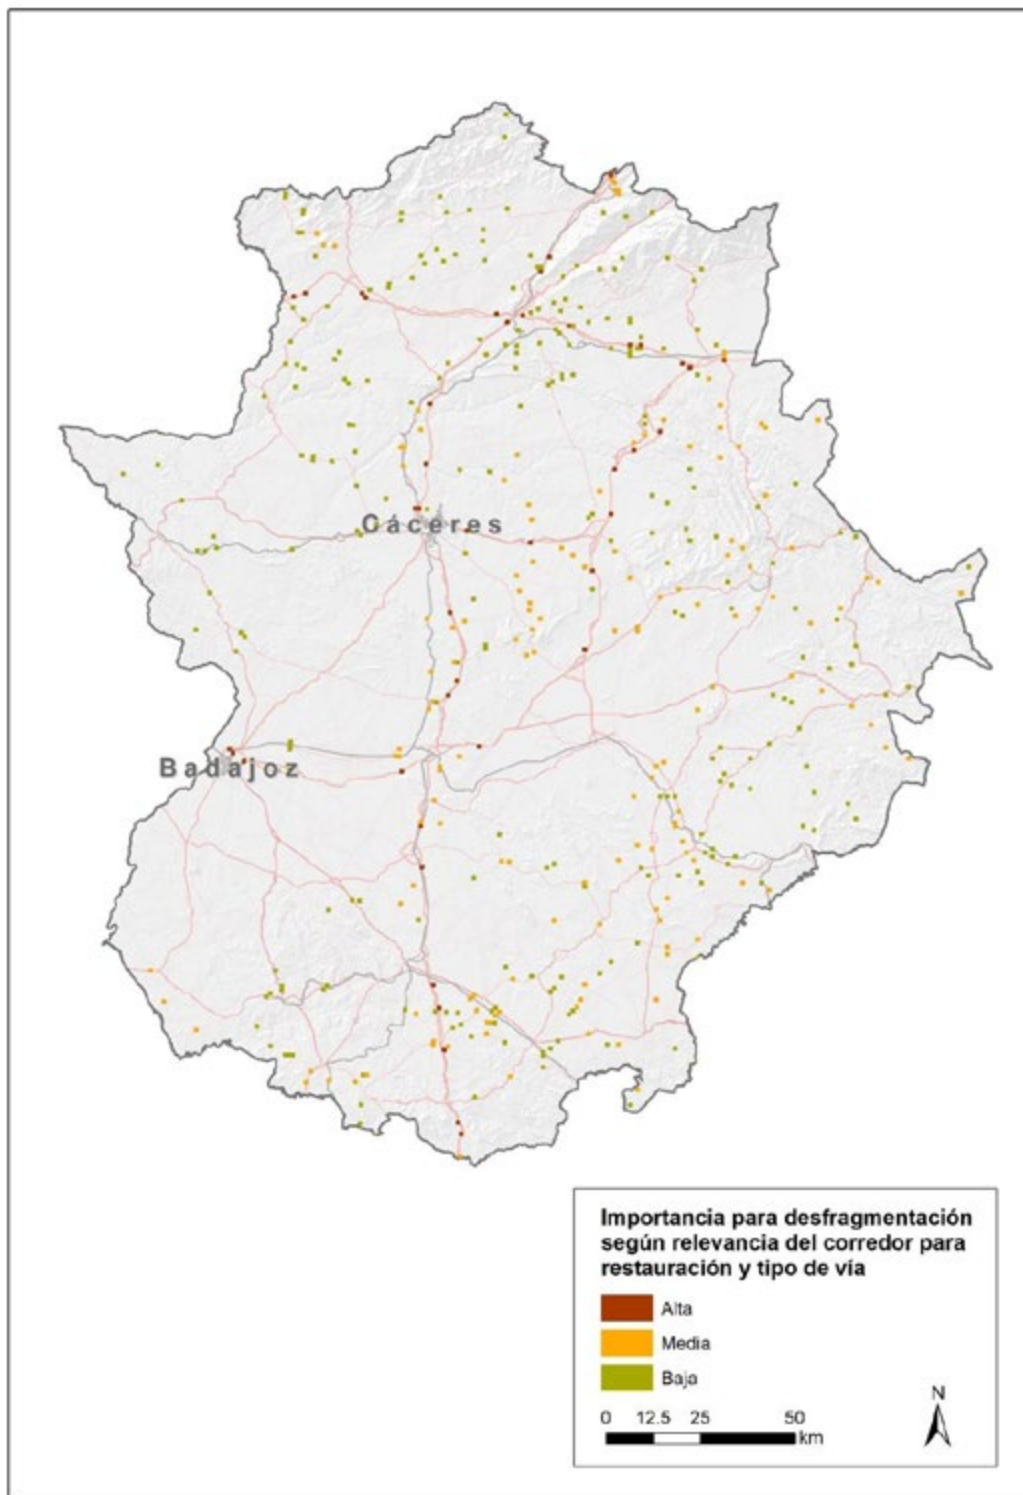 Cáceres
Badajoz
Importancia para desfragmentación
según relevancia del corredor para
restauración y tipo de vía
Alta
Media
Baja
N
0 12.5 25 50
km